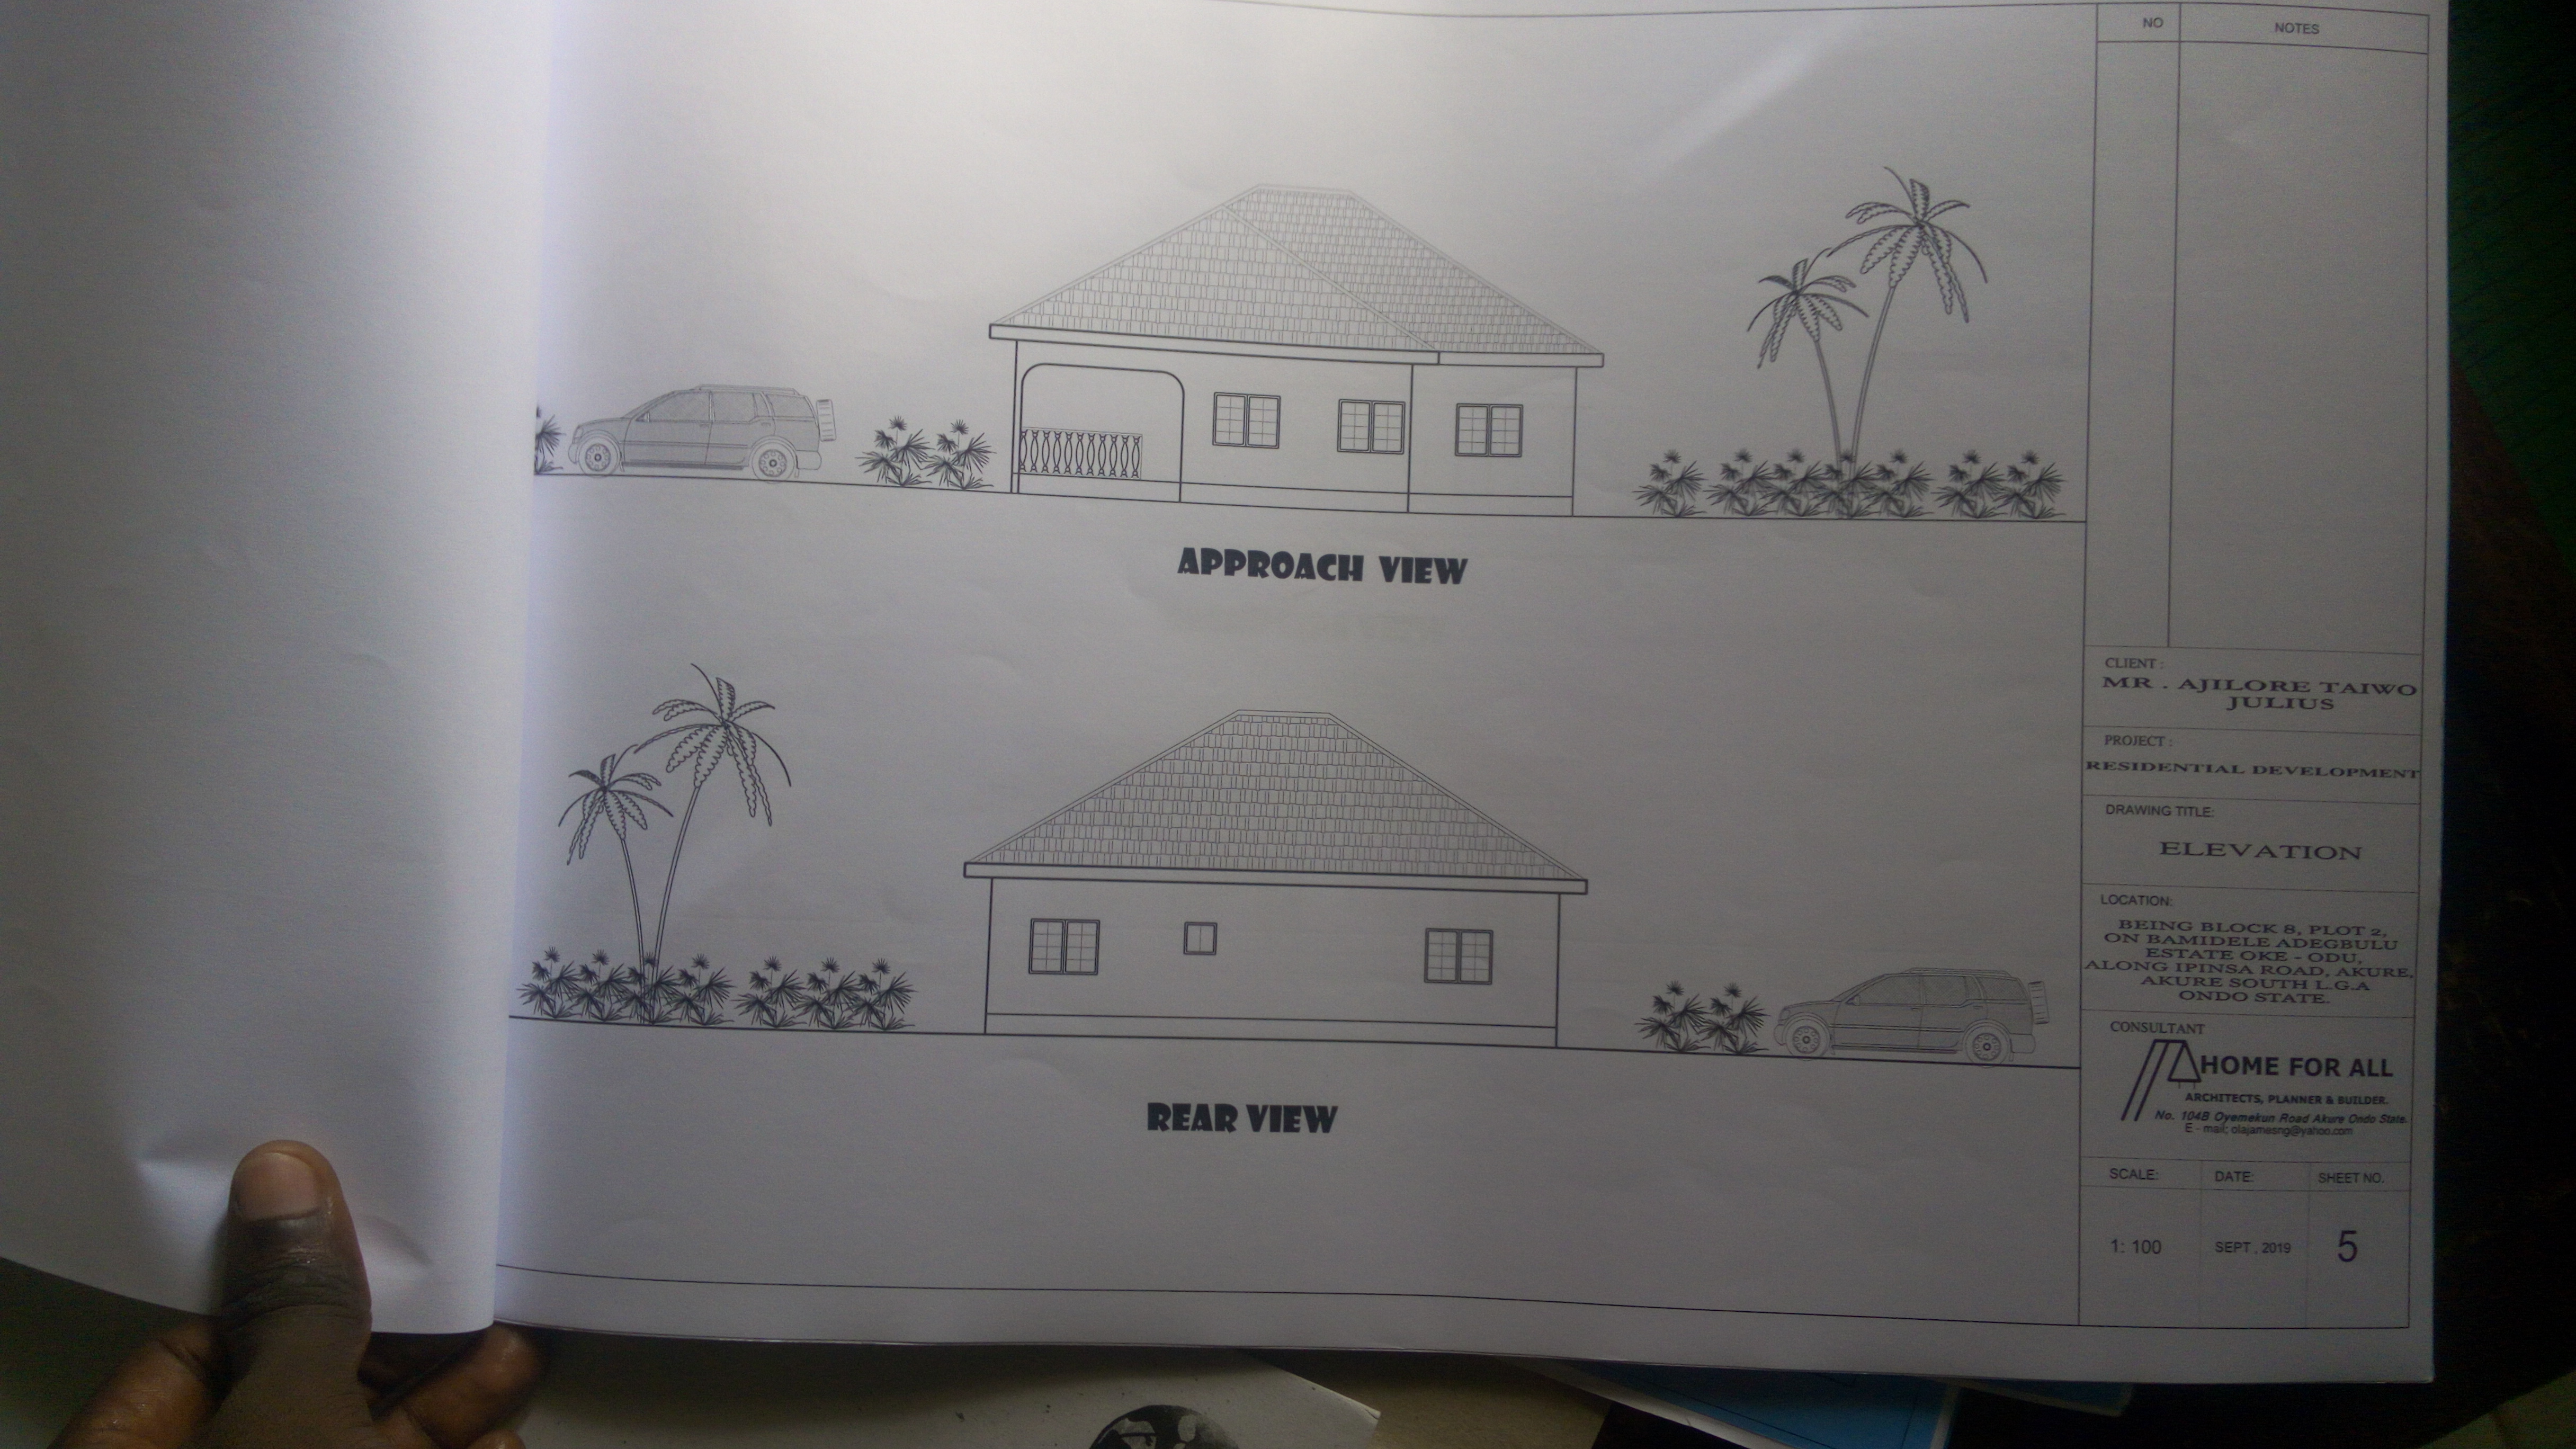 NO NOTES
APPROACH VIEW
REAR VIEW
CLIENT :
MR . AJILORE TAIWO
JULIUS
PROJECT :
RESIDENTIAL DEVELOPMENT
DRAWING TITLE:
ELEVATION
LOCATION:
BEING BLOCK 8, PLOT 2,
ON BAMIDELE ADEGBULU
ESTATE OKE - ODU,
ALONG IPINSA ROAD, AKURE,
AKURE SOUTH L.G.A
ONDO STATE.
CONSULTANT
HOME FOR ALL
ARCHITECTS, PLANNER & BUILDER.
No. 104B Oyemekun Road Akure Ondo State.
E - mail; olajamesng@yahoo.com
SCALE: DATE: SHEET NO.
1: 100 SEPT , 2019 5